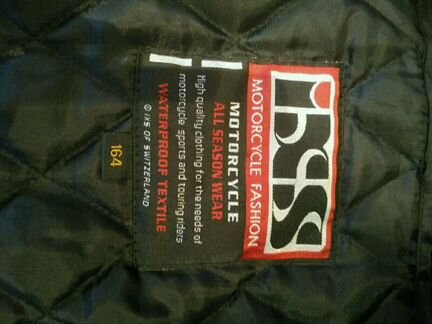 MOTORCYCLE FASHION
MOTORCYCLE
ALL SEASON WEAR
High quality clothing for the needs of
motorcycle sports and touring riders
WATERPROOF TEXTILE
© IXS OF SWITZERLAND
164